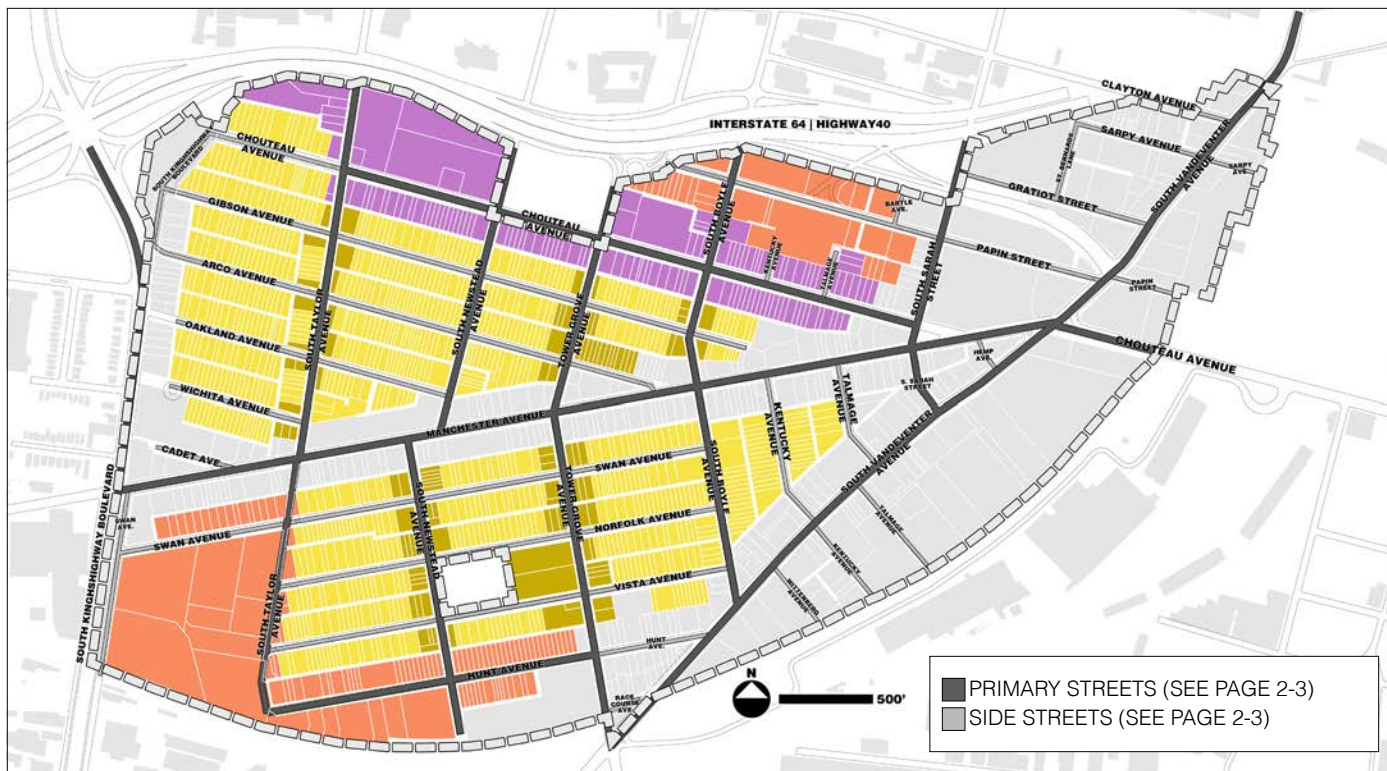 CLAYTON AVENUE
INTERSTATE 64 | HIGHWAY40
SARPY AVENUE
SOUTH VANDEVENTER
AVENUE
SARPY
AVE.
ST. BERNARDS
LANE
GRATIOT STREET
SOUTH KINGHSHIGHWAY
BOULEVARD
CHOUTEAU
AVENUE
GIBSON AVENUE
CHOUTEAU
AVENUE
SOUTH BOYLE
AVENUE
BARTLE
AVE.
KENTUCKY
AVENUE
TALMAGE
AVENUE
SOUTH SARAH
STREET
PAPIN STREET
PAPIN
STREET
ARCO AVENUE
SOUTH TAYLOR
AVENUE
SOUTH NEWSTEAD
AVENUE
TOWER GROVE
AVENUE
OAKLAND AVENUE
WICHITA AVENUE
CADET AVE.
MANCHESTER AVENUE
HEMP
AVE.
CHOUTEAU AVENUE
S. SARAH
STREET
TALMAGE
AVENUE
KENTUCKY
AVENUE
SOUTH VANDEVENTER
AVENUE
SOUTH BOYLE
AVENUE
SWAN AVENUE
SOUTH NEWSTEAD
AVENUE
TOWER GROVE
AVENUE
NORFOLK AVENUE
SWAN
AVE.
SWAN AVENUE
SOUTH KINGHSHIGHWAY BOULEVARD
SOUTH TAYLOR
AVENUE
VISTA AVENUE
TALMAGE
AVENUE
KENTUCKY
AVENUE
WITTENBERG
AVENUE
HUNT
AVE.
HUNT AVENUE
RACE
COURSE
AVE.
N
500'
PRIMARY STREETS (SEE PAGE 2-3)
SIDE STREETS (SEE PAGE 2-3)